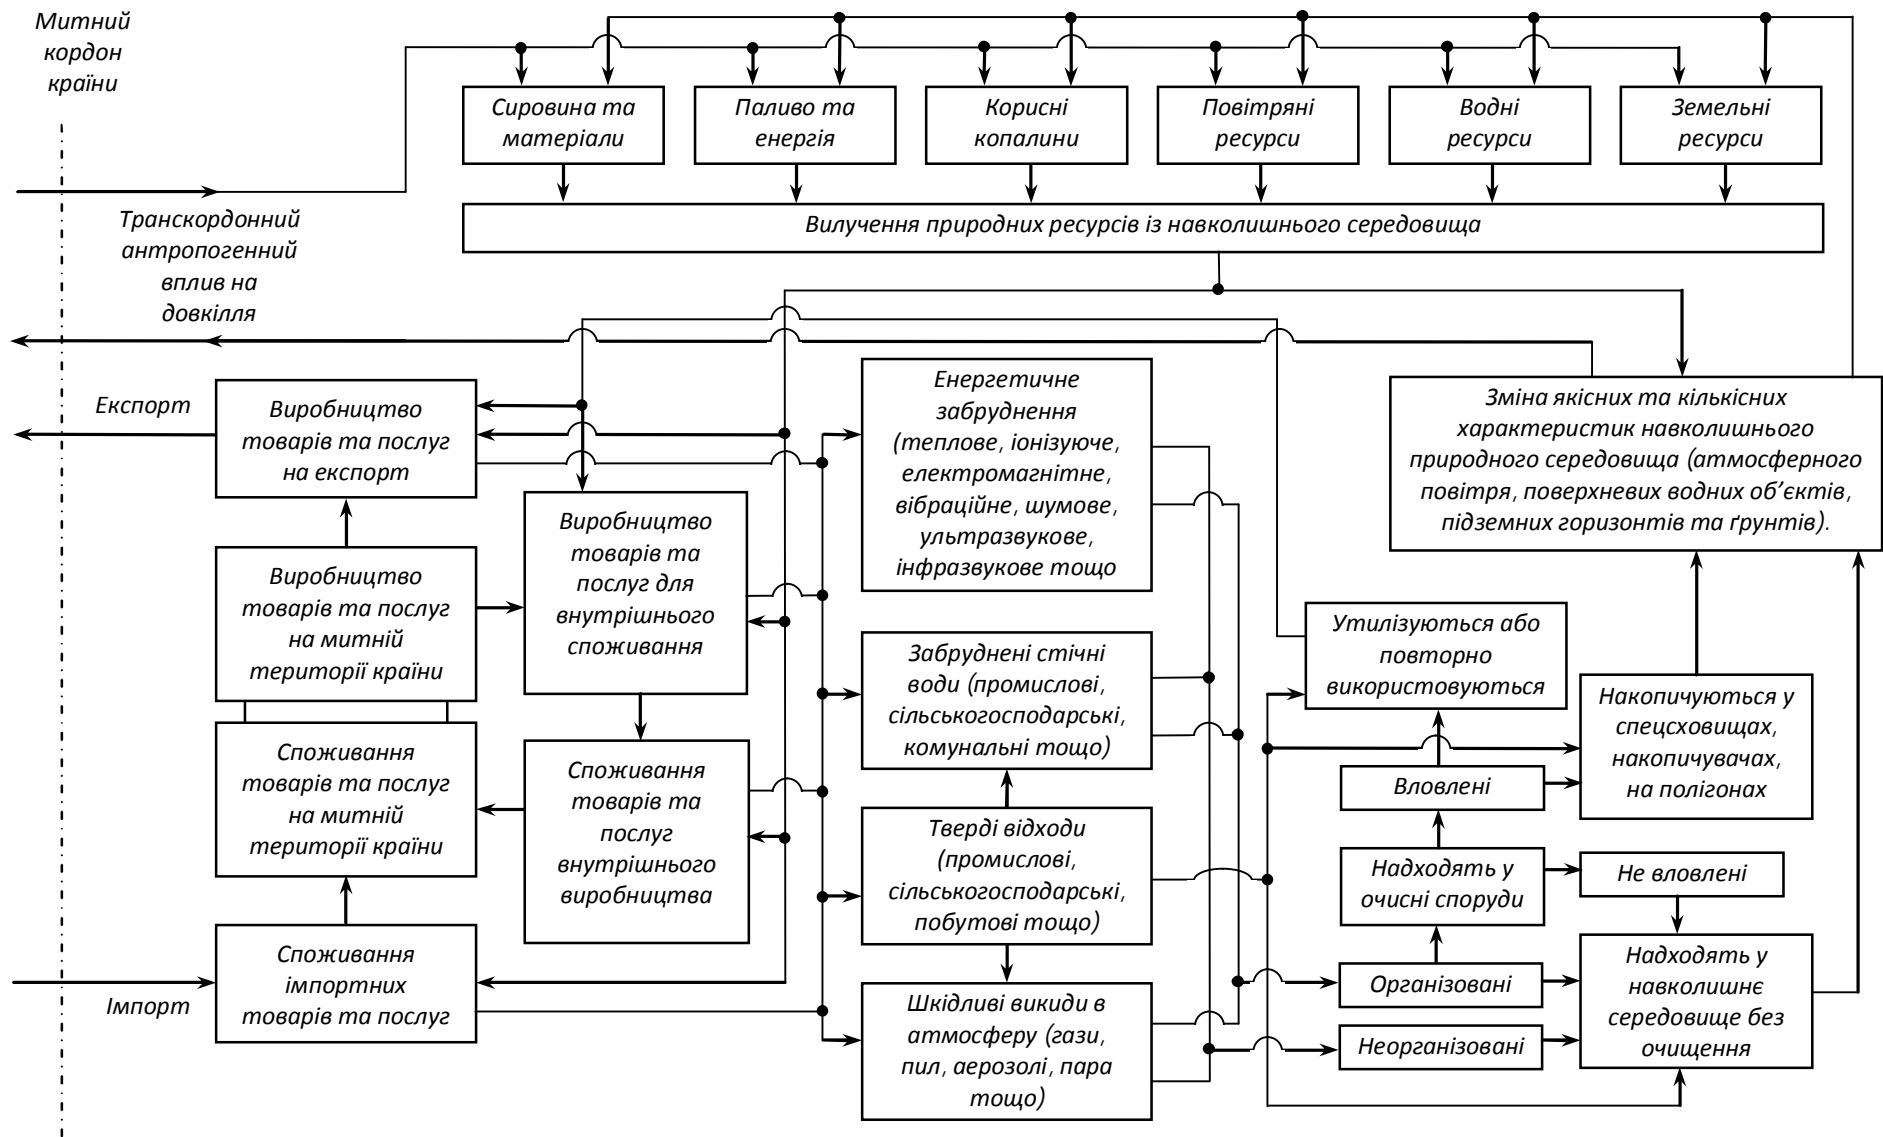 Митний
кордон
країни
Сировина та
матеріали
Паливо та
енергія
Корисні
копалини
Повітряні
ресурси
Водні
ресурси
Земельні
ресурси
Транскордонний
антропогенний
вплив на
довкілля
Вилучення природних ресурсів із навколишнього середовища
Експорт
Виробництво
товарів та послуг
на експорт
Виробництво
товарів та послуг
на митній
території країни
Споживання
товарів та послуг
на митній
території країни
Імпорт
Споживання
імпортних
товарів та послуг
Виробництво
товарів та
послуг для
внутрішнього
споживання
Споживання
товарів та
послуг
внутрішнього
виробництва
Енергетичне
забруднення
(теплове, іонізуюче,
електромагнітне,
вібраційне, шумове,
ультразвукове,
інфразвукове тощо
Забруднені стічні
води (промислові,
сільськогосподарські,
комунальні тощо)
Тверді відходи
(промислові,
сільськогосподарські,
побутові тощо)
Шкідливі викиди в
атмосферу (гази,
пил, аерозолі, пара
тощо)
Зміна якісних та кількісних
характеристик навколишнього
природного середовища (атмосферного
повітря, поверхневих водних об’єктів,
підземних горизонтів та ґрунтів).
Утилізуються або
повторно
використовуються
Накопичуються у
спецсховищах,
накопичувачах,
на полігонах
Вловлені
Надходять у
очисні споруди
Не вловлені
Організовані
Неорганізовані
Надходять у
навколишнє
середовище без
очищення